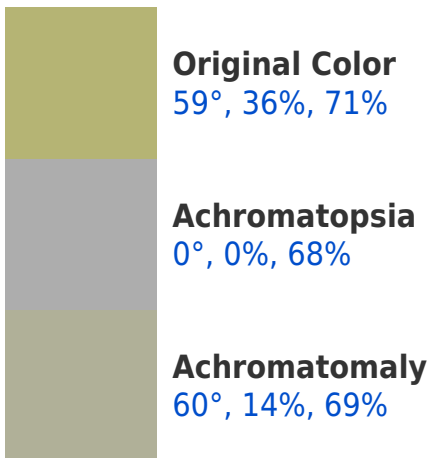 Original Color
59°, 36%, 71%
Achromatopsia
0°, 0%, 68%
Achromatomaly
60°, 14%, 69%